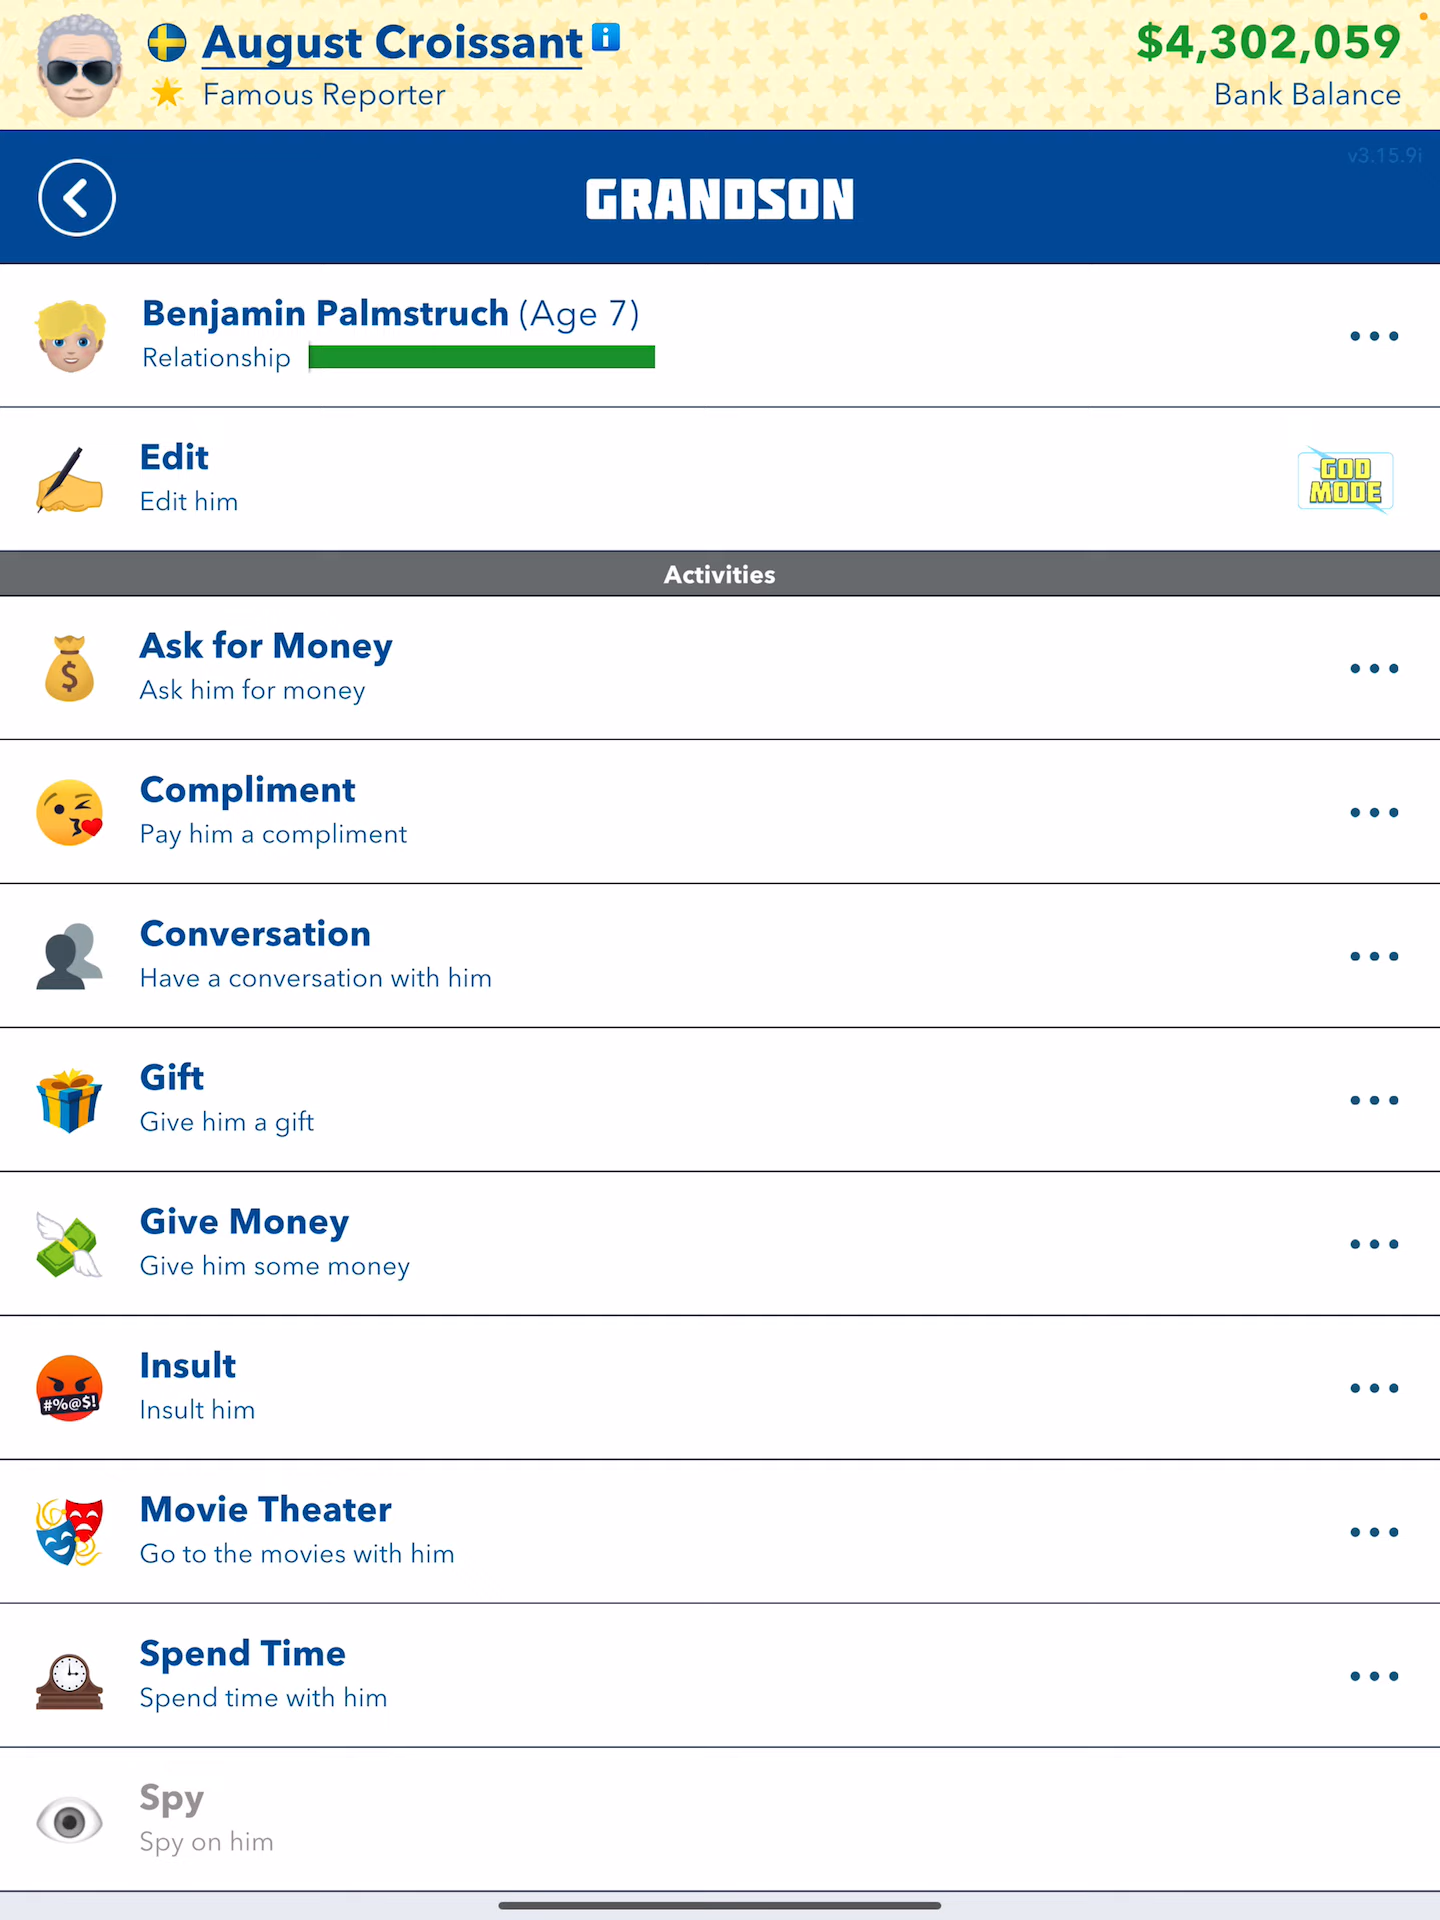 August Croissant
$4,302,059
Famous Reporter
Bank Balance
v3.15.9i
GRANDSON
Benjamin Palmstruch (Age 7)
Relationship
Edit
Edit him
GOD MODE
Activities
Ask for Money
$
Ask him for money
Compliment
Pay him a compliment
Conversation
Have a conversation with him
Gift
Give him a gift
Give Money
Give him some money
Insult
#%@$!
Insult him
Movie Theater
Go to the movies with him
Spend Time
Spend time with him
Spy
Spy on him